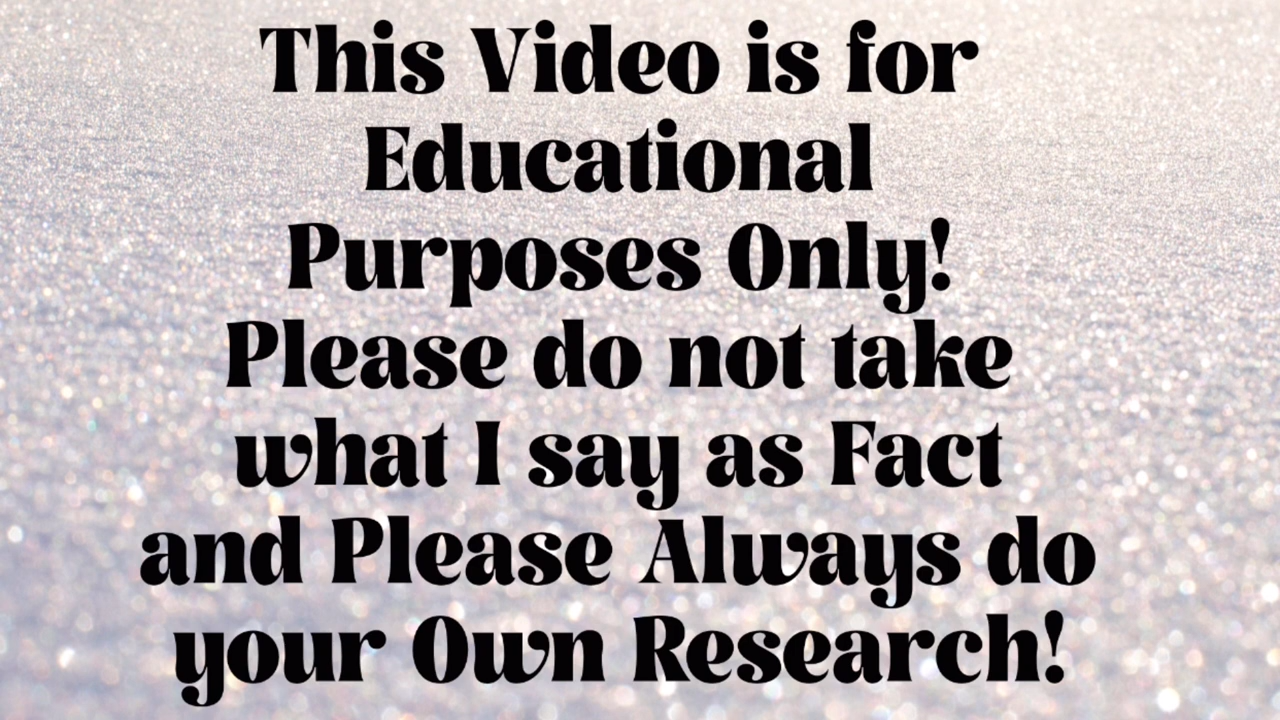 This Video is for
Educational
Purposes Only!
Please do not take
what I say as Fact
and Please Always do
your Own Research!